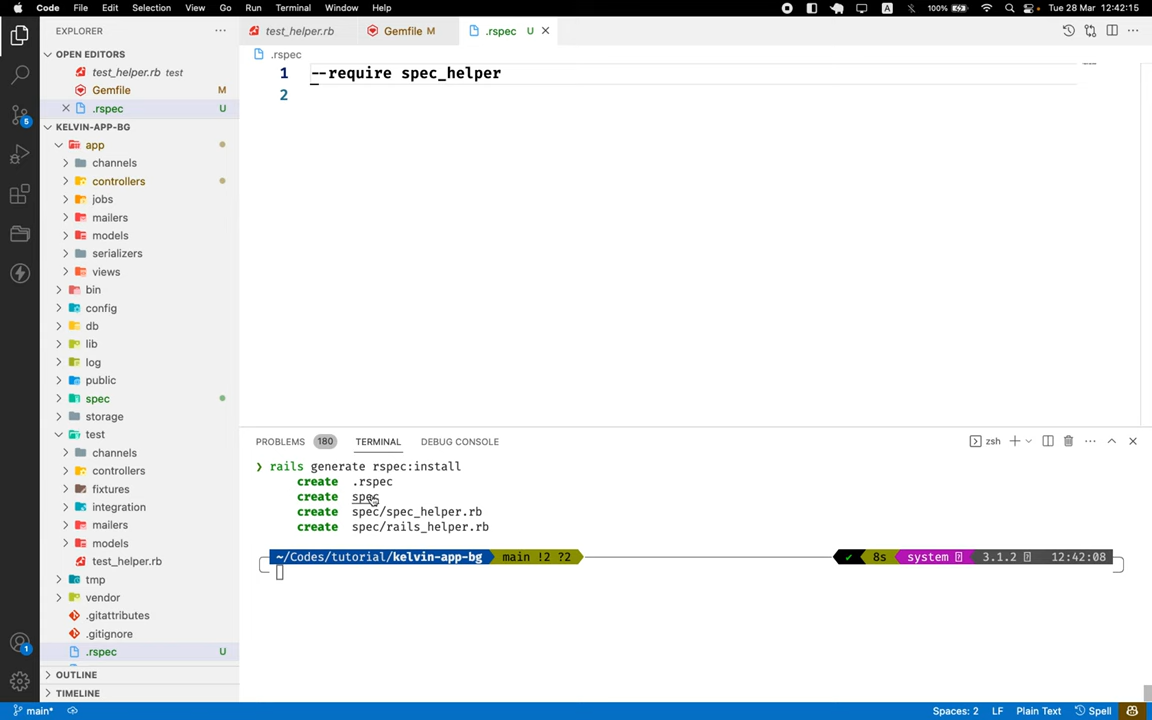 Code File Edit Selection View Go Run Terminal Window Help A 100% Tue 28 Mar 12:42:15
EXPLORER
test_helper.rb Gemfile M .rspec U
OPEN EDITORS
test_helper.rb test
Gemfile M
.rspec U
.rspec
1 --require spec_helper
2
5
KELVIN-APP-BG
app
channels
controllers
jobs
mailers
models
serializers
views
bin
config
db
lib
log
public
spec
storage
test
channels
controllers
fixtures
integration
mailers
models
test_helper.rb
tmp
vendor
.gitattributes
.gitignore
.rspec U
OUTLINE
TIMELINE
1
PROBLEMS 180 TERMINAL DEBUG CONSOLE zsh
❯ rails generate rspec:install
create .rspec
create spec
create spec/spec_helper.rb
create spec/rails_helper.rb
~/Codes/tutorial/kelvin-app-bg main !2 ?2 ✔ 8s system 3.1.2 12:42:08
main* Spaces: 2 LF Plain Text Spell